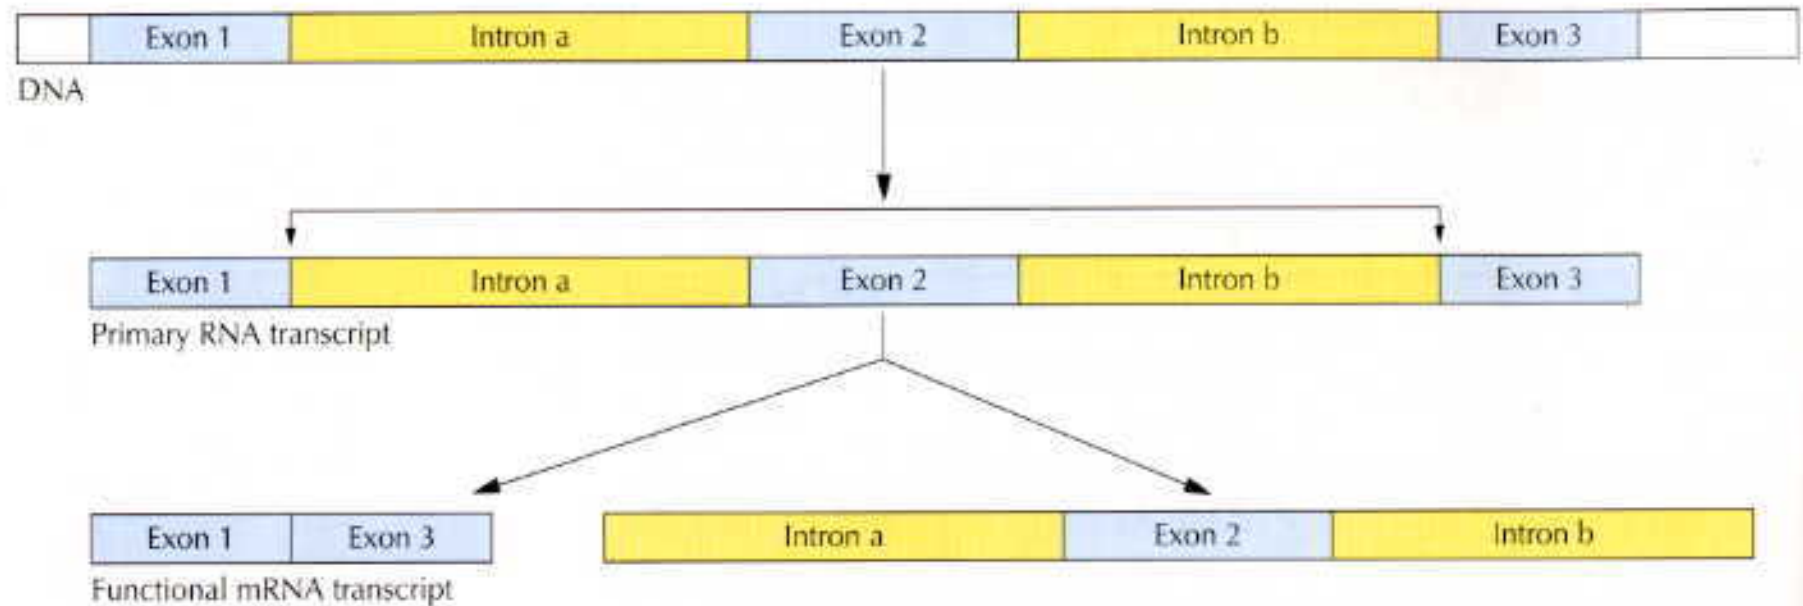 Exon 1 Intron a Exon 2 Intron b Exon 3
DNA
Exon 1 Intron a Exon 2 Intron b Exon 3
Primary RNA transcript
Exon 1 Exon 3 Intron a Exon 2 Intron b
Functional mRNA transcript